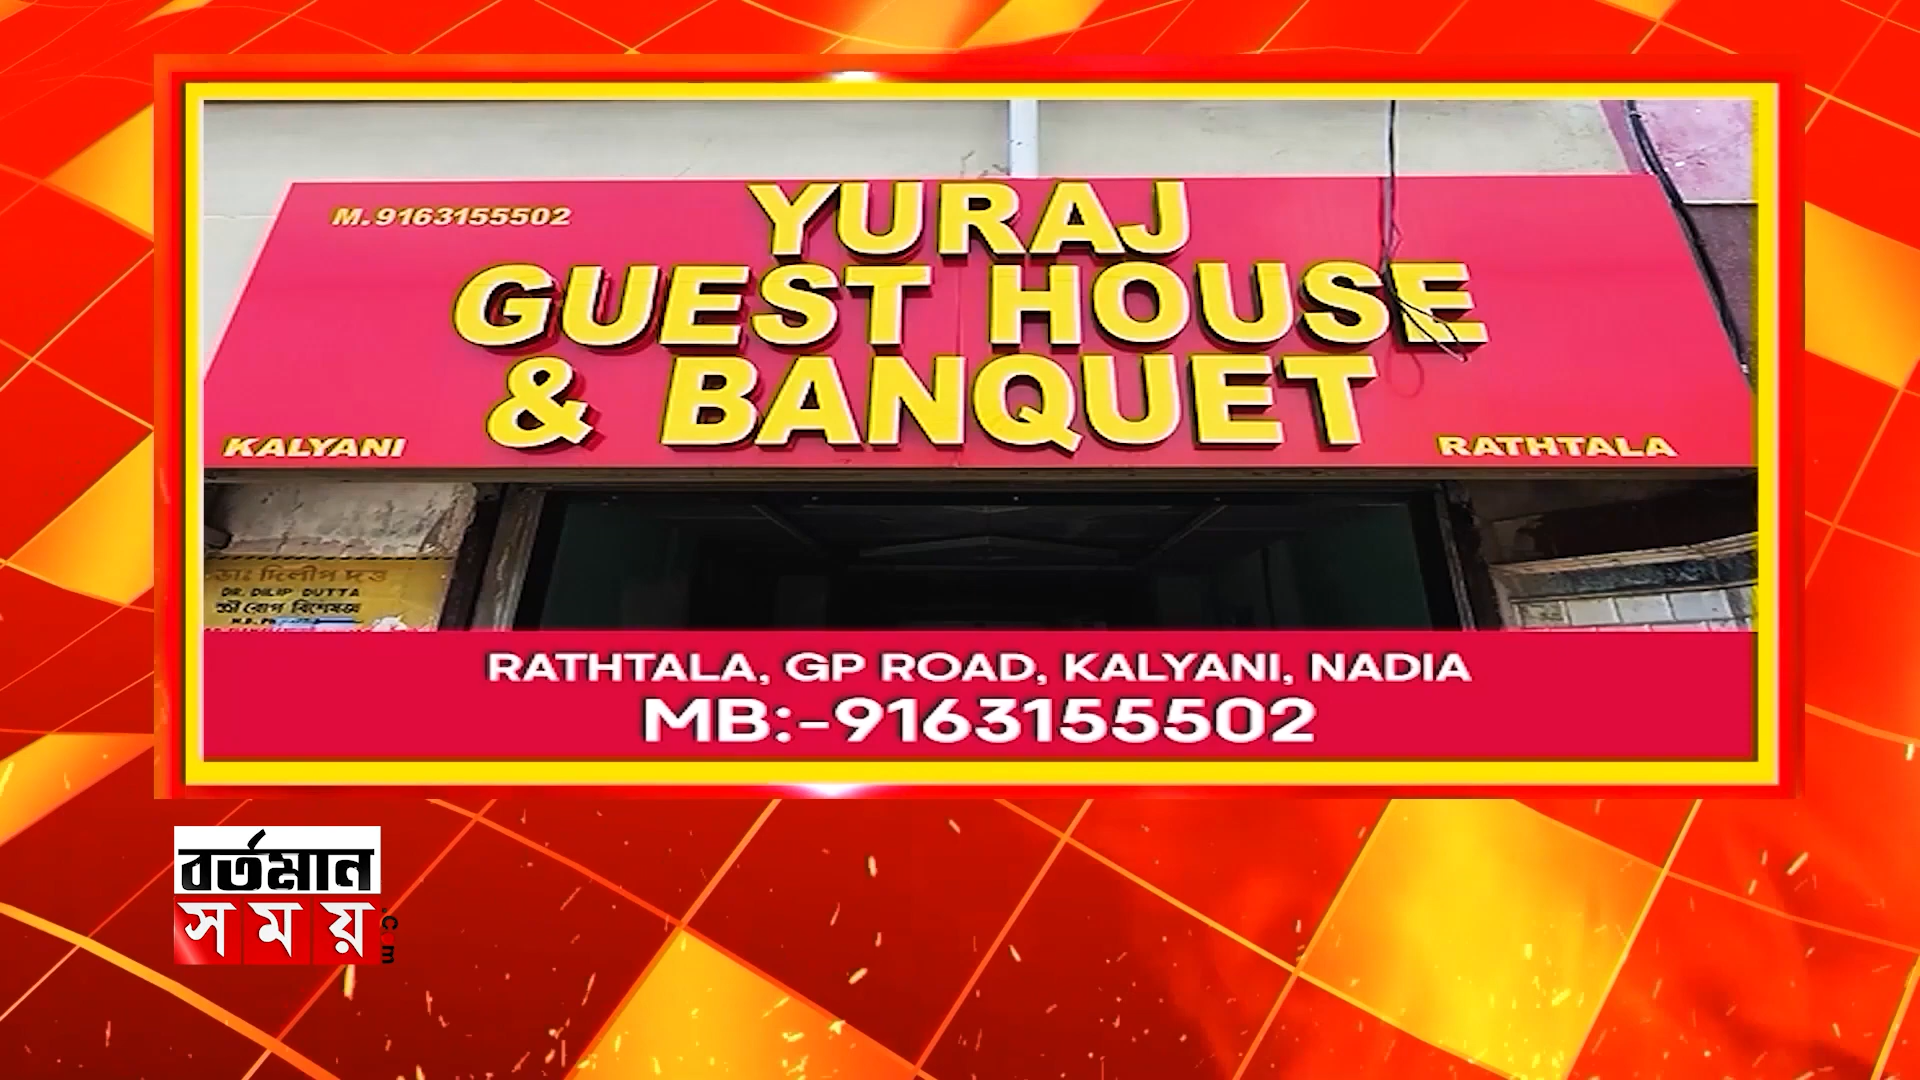 M. 9163155502
YURAJ
GUEST HOUSE
& BANQUET
KALYANI
RATHTALA
ডাঃ দিলীপ দত্ত
DR. DILIP DUTTA
স্ত্রী রোগ বিশেষজ্ঞ
RATHTALA, GP ROAD, KALYANI, NADIA
MB:-9163155502
বর্তমান
সময়